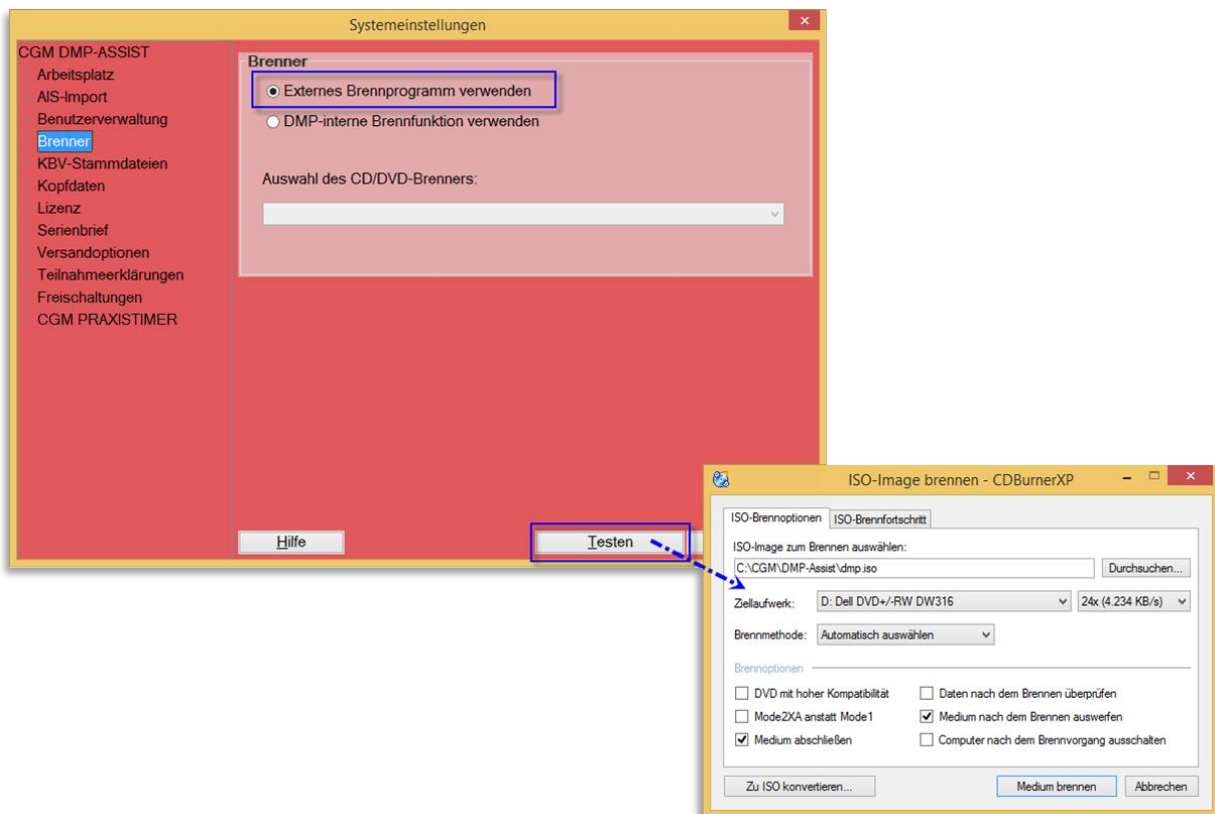 Systemeinstellungen
CGM DMP-ASSIST
Arbeitsplatz
AIS-Import
Benutzerverwaltung
Brenner
KBV-Stammdateien
Kopfdaten
Lizenz
Serienbrief
Versandoptionen
Teilnahmeerklärungen
Freischaltungen
CGM PRAXISTIMER
Brenner
Externes Brennprogramm verwenden
DMP-interne Brennfunktion verwenden
Auswahl des CD/DVD-Brenners:
Hilfe
Testen
ISO-Image brennen - CDBurnerXP
ISO-Brennoptionen ISO-Brennfortschritt
ISO-Image zum Brennen auswählen:
C:\CGM\DMP-Assist\dmp.iso Durchsuchen...
Ziellaufwerk: D: Dell DVD+/-RW DW316 24x (4.234 KB/s)
Brennmethode: Automatisch auswählen
Brennoptionen
DVD mit hoher Kompatibilität Daten nach dem Brennen überprüfen
Mode2XA anstatt Mode1 Medium nach dem Brennen auswerfen
Medium abschließen Computer nach dem Brennvorgang ausschalten
Zu ISO konvertieren... Medium brennen Abbrechen